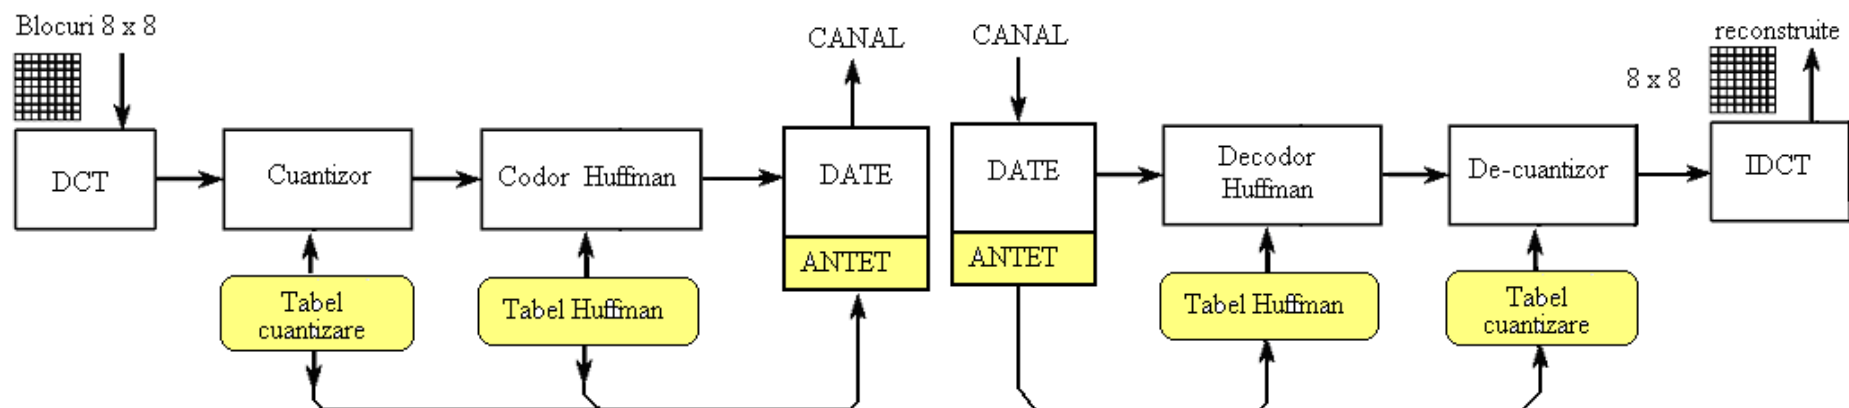 Blocuri 8 x 8
CANAL
CANAL
reconstruite
8 x 8
DCT
Cuantizor
Codor Huffman
DATE
ANTET
DATE
ANTET
Decodor
Huffman
De-cuantizor
IDCT
Tabel
cuantizare
Tabel Huffman
Tabel Huffman
Tabel
cuantizare